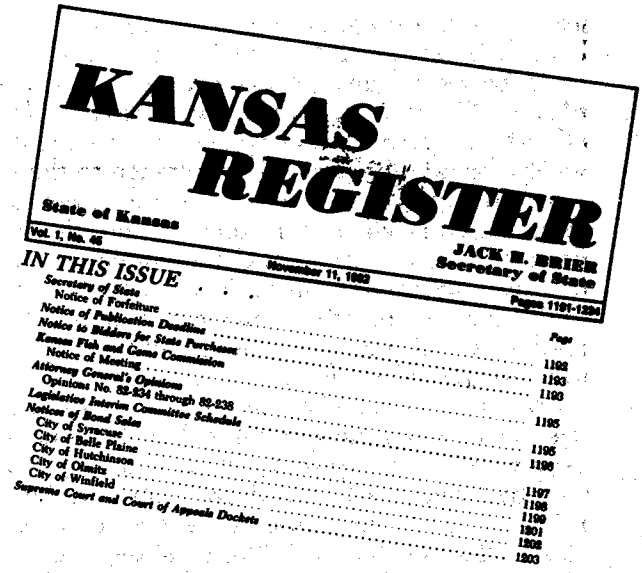 KANSAS
REGISTER
State of Kansas
JACK H. BRIER
Secretary of State
Vol. 1, No. 45 November 11, 1982 Pages 1191-1234
IN THIS ISSUE
Page
Secretary of State
Notice of Forfeiture ........ 1192
Notice of Publication Deadline ........ 1193
Notice to Bidders for State Purchases ........ 1193
Kansas Fish and Game Commission
Notice of Meeting ........ 1195
Attorney General's Opinions
Opinions No. 82-234 through 82-238 ........ 1195
Legislative Interim Committee Schedule ........ 1196
Notices of Bond Sales
City of Syracuse ........ 1197
City of Belle Plaine ........ 1198
City of Hutchinson ........ 1199
City of Olmitz ........ 1201
City of Winfield ........ 1202
Supreme Court and Court of Appeals Dockets ........ 1203